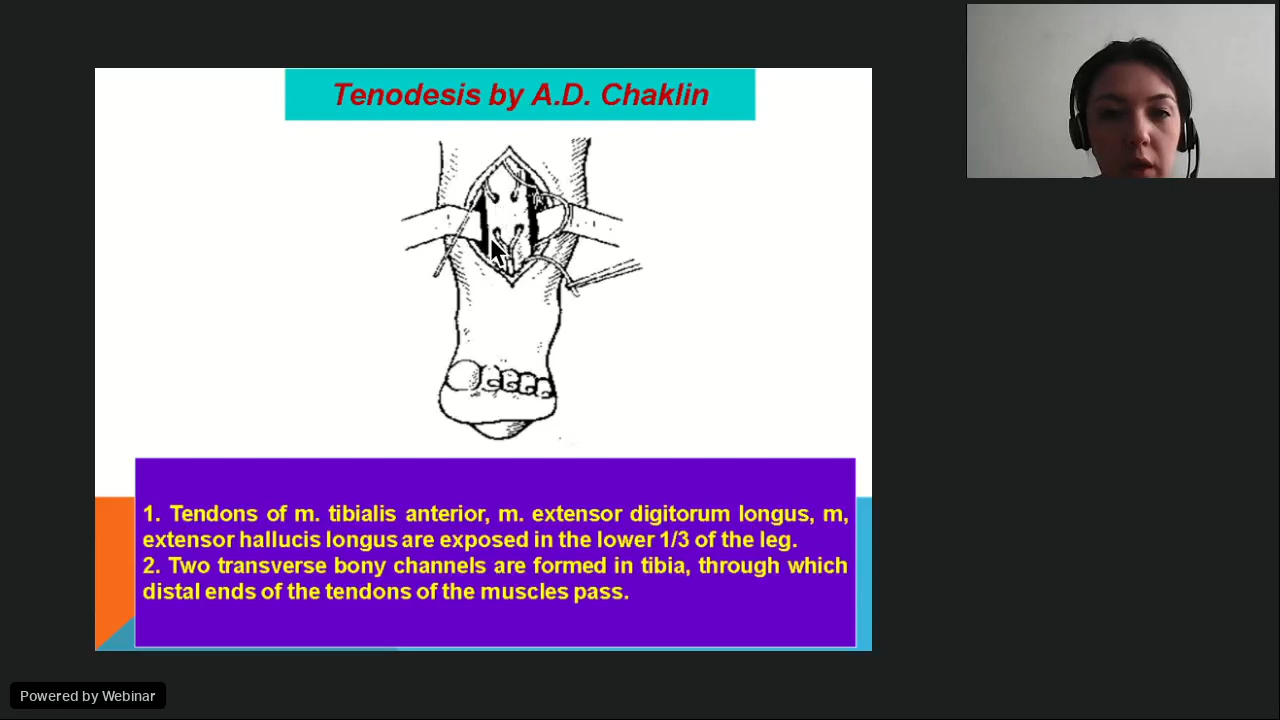 Tenodesis by A.D. Chaklin
1. Tendons of m. tibialis anterior, m. extensor digitorum longus, m,
extensor hallucis longus are exposed in the lower 1/3 of the leg.
2. Two transverse bony channels are formed in tibia, through which
distal ends of the tendons of the muscles pass.
Powered by Webinar